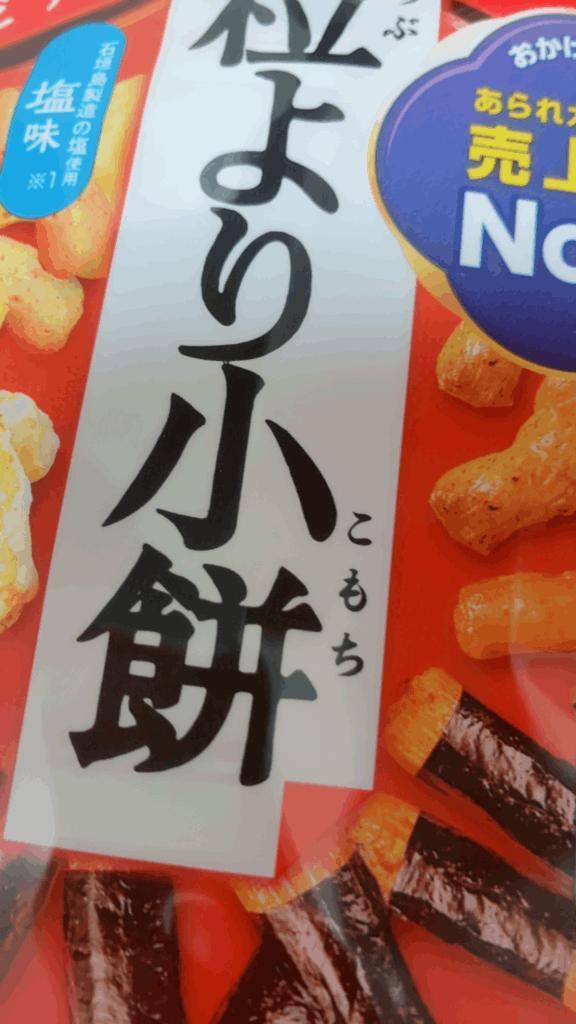 粒より小餅
つぶ
こもち
石垣島製造の塩使用
塩味
※1
おかげ
あられ
売上
No